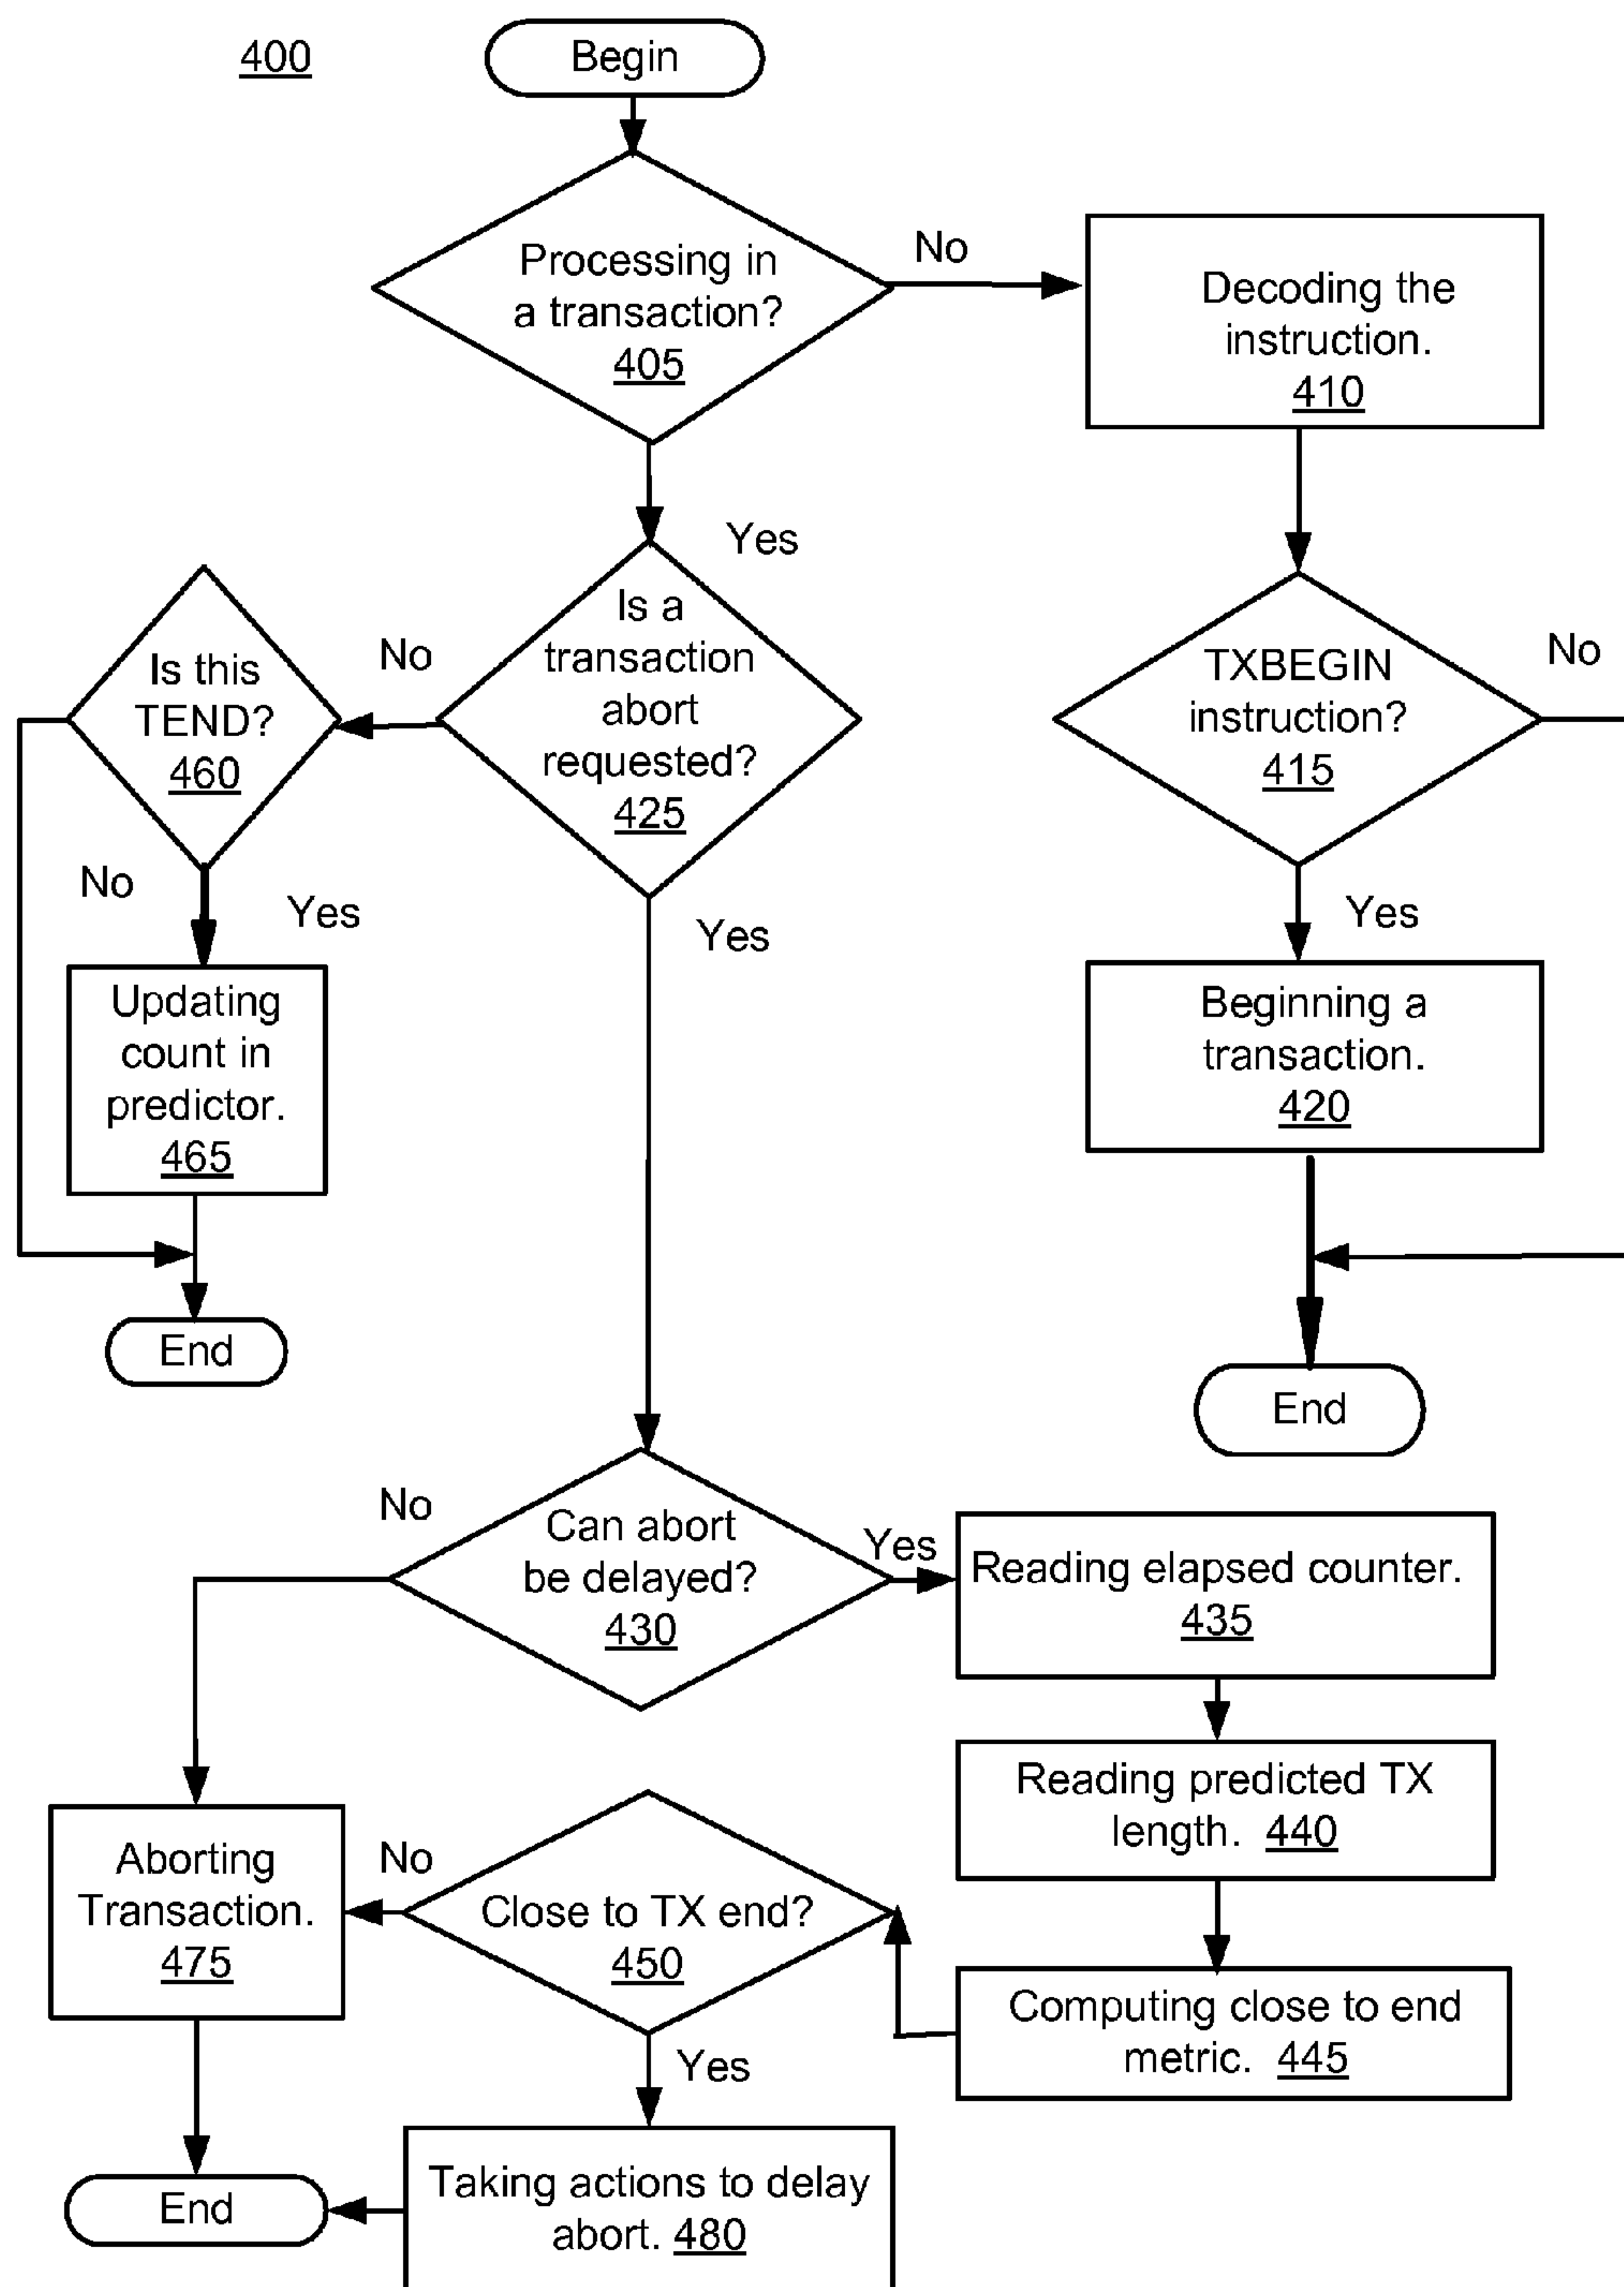 400
Begin
Processing in
a transaction?
405
No
Decoding the
instruction.
410
Yes
Is a
transaction
abort
requested?
425
No
Is this
TEND?
460
TXBEGIN
instruction?
415
No
No
Yes
Yes
Yes
Updating
count in
predictor.
465
Beginning a
transaction.
420
End
End
No
Can abort
be delayed?
430
Yes
Reading elapsed counter.
435
Reading predicted TX
length. 440
Aborting
Transaction.
475
No
Close to TX end?
450
Computing close to end
metric. 445
Yes
Taking actions to delay
abort. 480
End